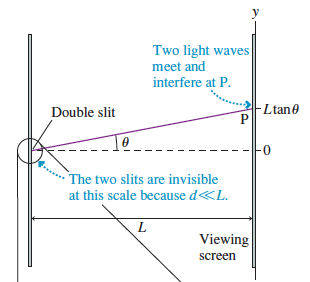 y
Two light waves
meet and
interfere at P.
Double slit
P
L tan θ
θ
0
The two slits are invisible
at this scale because d≪L.
L
Viewing
screen